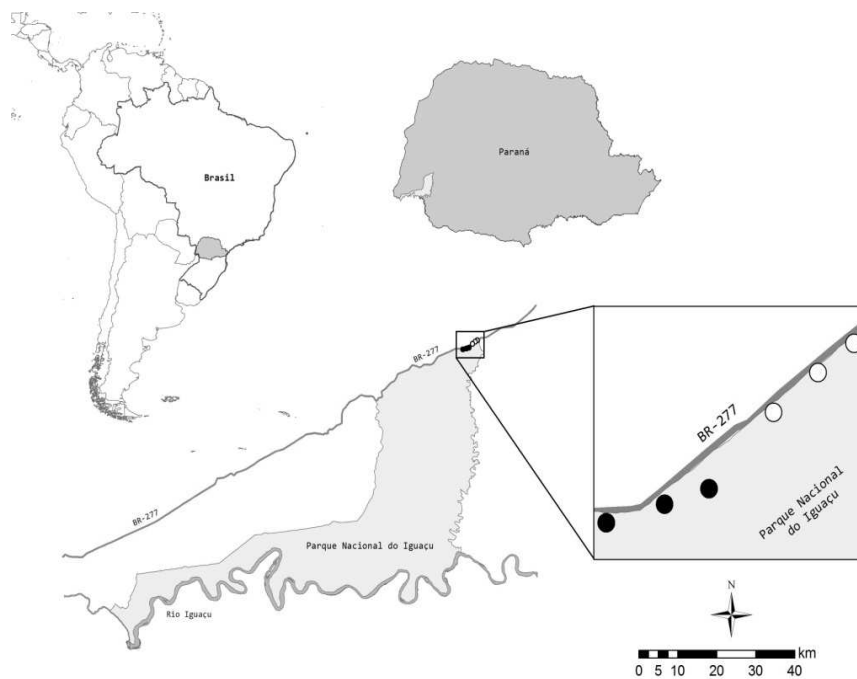 Brasil
Paraná
BR-277
BR-277
Parque Nacional do Iguaçu
Rio Iguaçu
BR-277
Parque Nacional
do Iguaçu
N
km
0 5 10 20 30 40